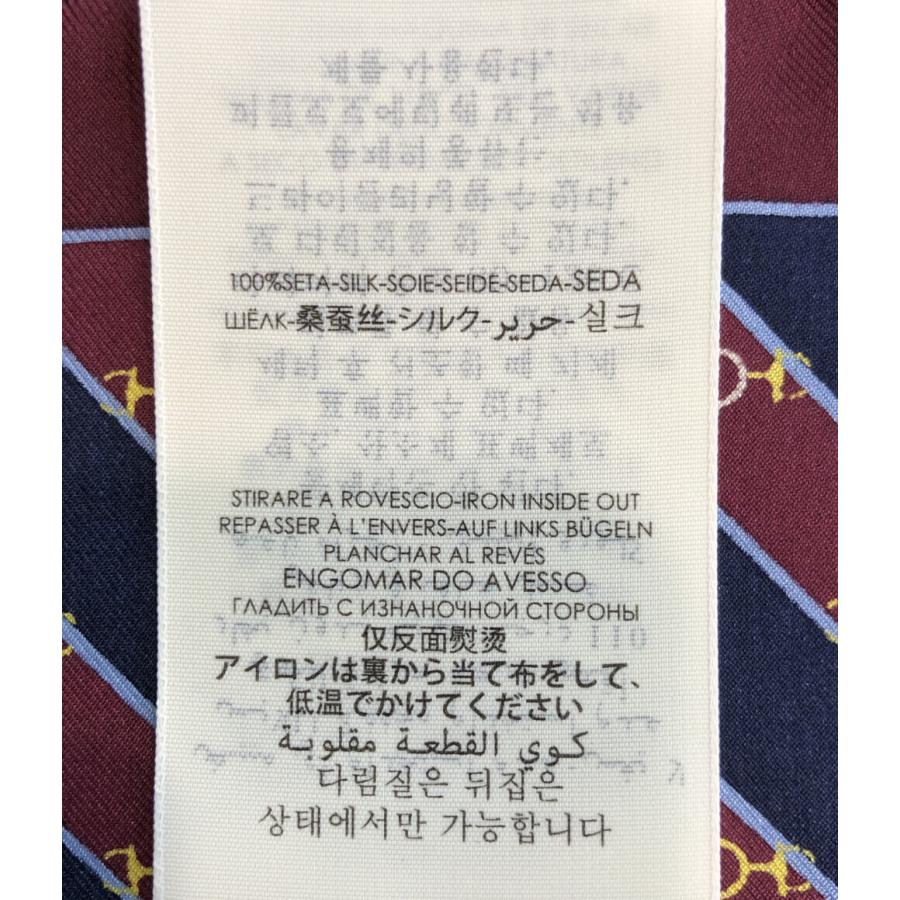 100%SETA-SILK-SOIE-SEIDE-SEDA-SEDA
ШЁЛК-桑蚕丝-シルク-حرير-실크
STIRARE A ROVESCIO-IRON INSIDE OUT
REPASSER À L'ENVERS-AUF LINKS BÜGELN
PLANCHAR AL REVÉS
ENGOMAR DO AVESSO
ГЛАДИТЬ С ИЗНАНОЧНОЙ СТОРОНЫ
仅反面熨烫
アイロンは裏から当て布をして、
低温でかけてください
كوي القطعة مقلوبة
다림질은 뒤집은
상태에서만 가능합니다